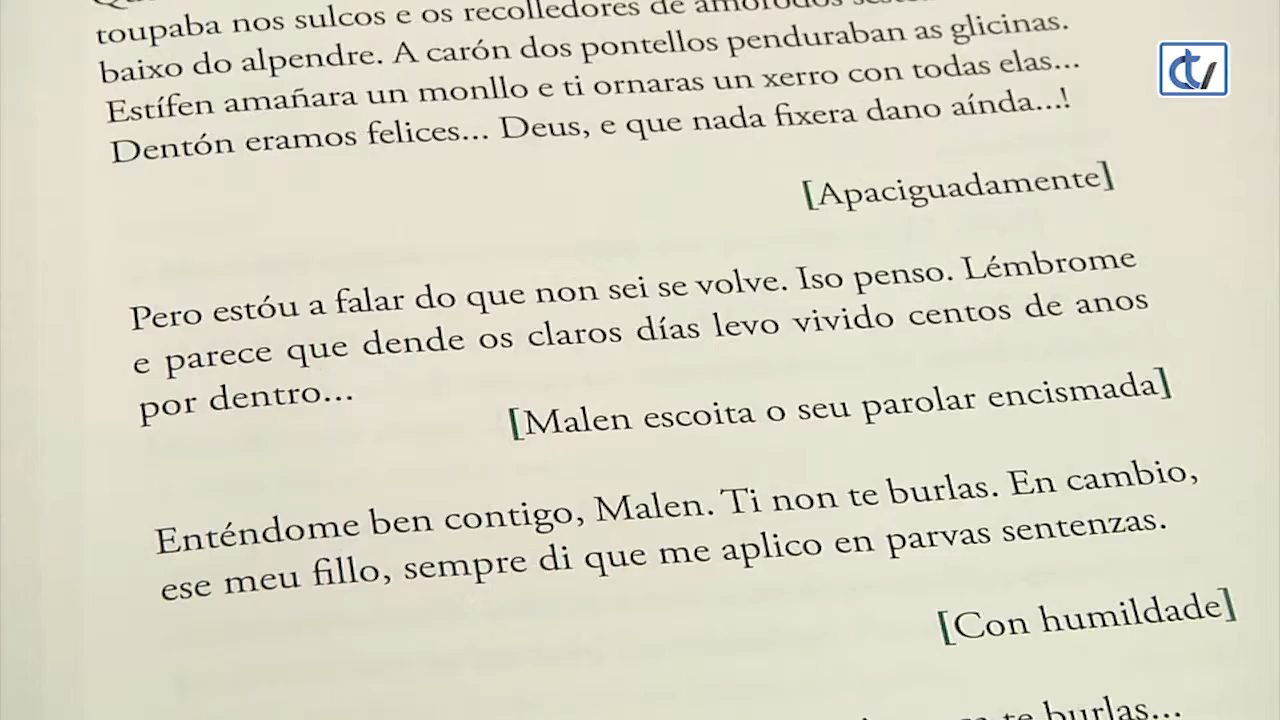 toupaba nos sulcos e os recolledores de amorodos
baixo do alpendre. A carón dos pontellos penduraban as glicinas.
Estífen amañara un monllo e ti ornaras un xerro con todas elas...
Dentón eramos felices... Deus, e que nada fixera dano aínda...!
[Apaciguadamente]
Pero estóu a falar do que non sei se volve. Iso penso. Lémbrome
e parece que dende os claros días levo vivido centos de anos
por dentro...
[Malen escoita o seu parolar encismada]
Enténdome ben contigo, Malen. Ti non te burlas. En cambio,
ese meu fillo, sempre di que me aplico en parvas sentenzas.
[Con humildade]
te burlas...